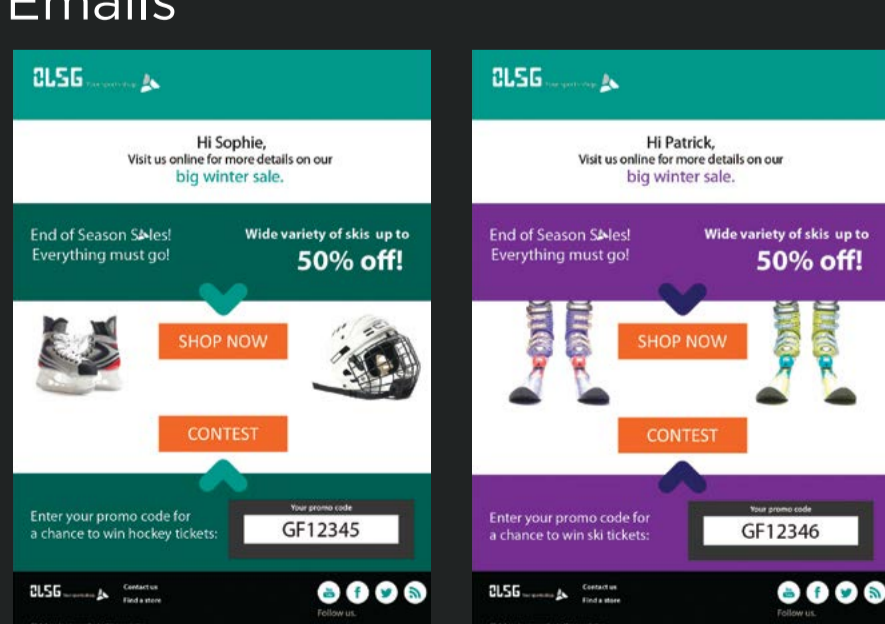 Emails
OLSG
Hi Sophie,
Visit us online for more details on our
big winter sale.
End of Season Sales!
Everything must go!
Wide variety of skis up to
50% off!
SHOP NOW
CONTEST
Enter your promo code for
a chance to win hockey tickets:
Your promo code
GF12345
OLSG
Contact us
Find a store
Follow us.
OLSG
Hi Patrick,
Visit us online for more details on our
big winter sale.
End of Season Sales!
Everything must go!
Wide variety of skis up to
50% off!
SHOP NOW
CONTEST
Enter your promo code for
a chance to win ski tickets:
Your promo code
GF12346
OLSG
Contact us
Find a store
Follow us.